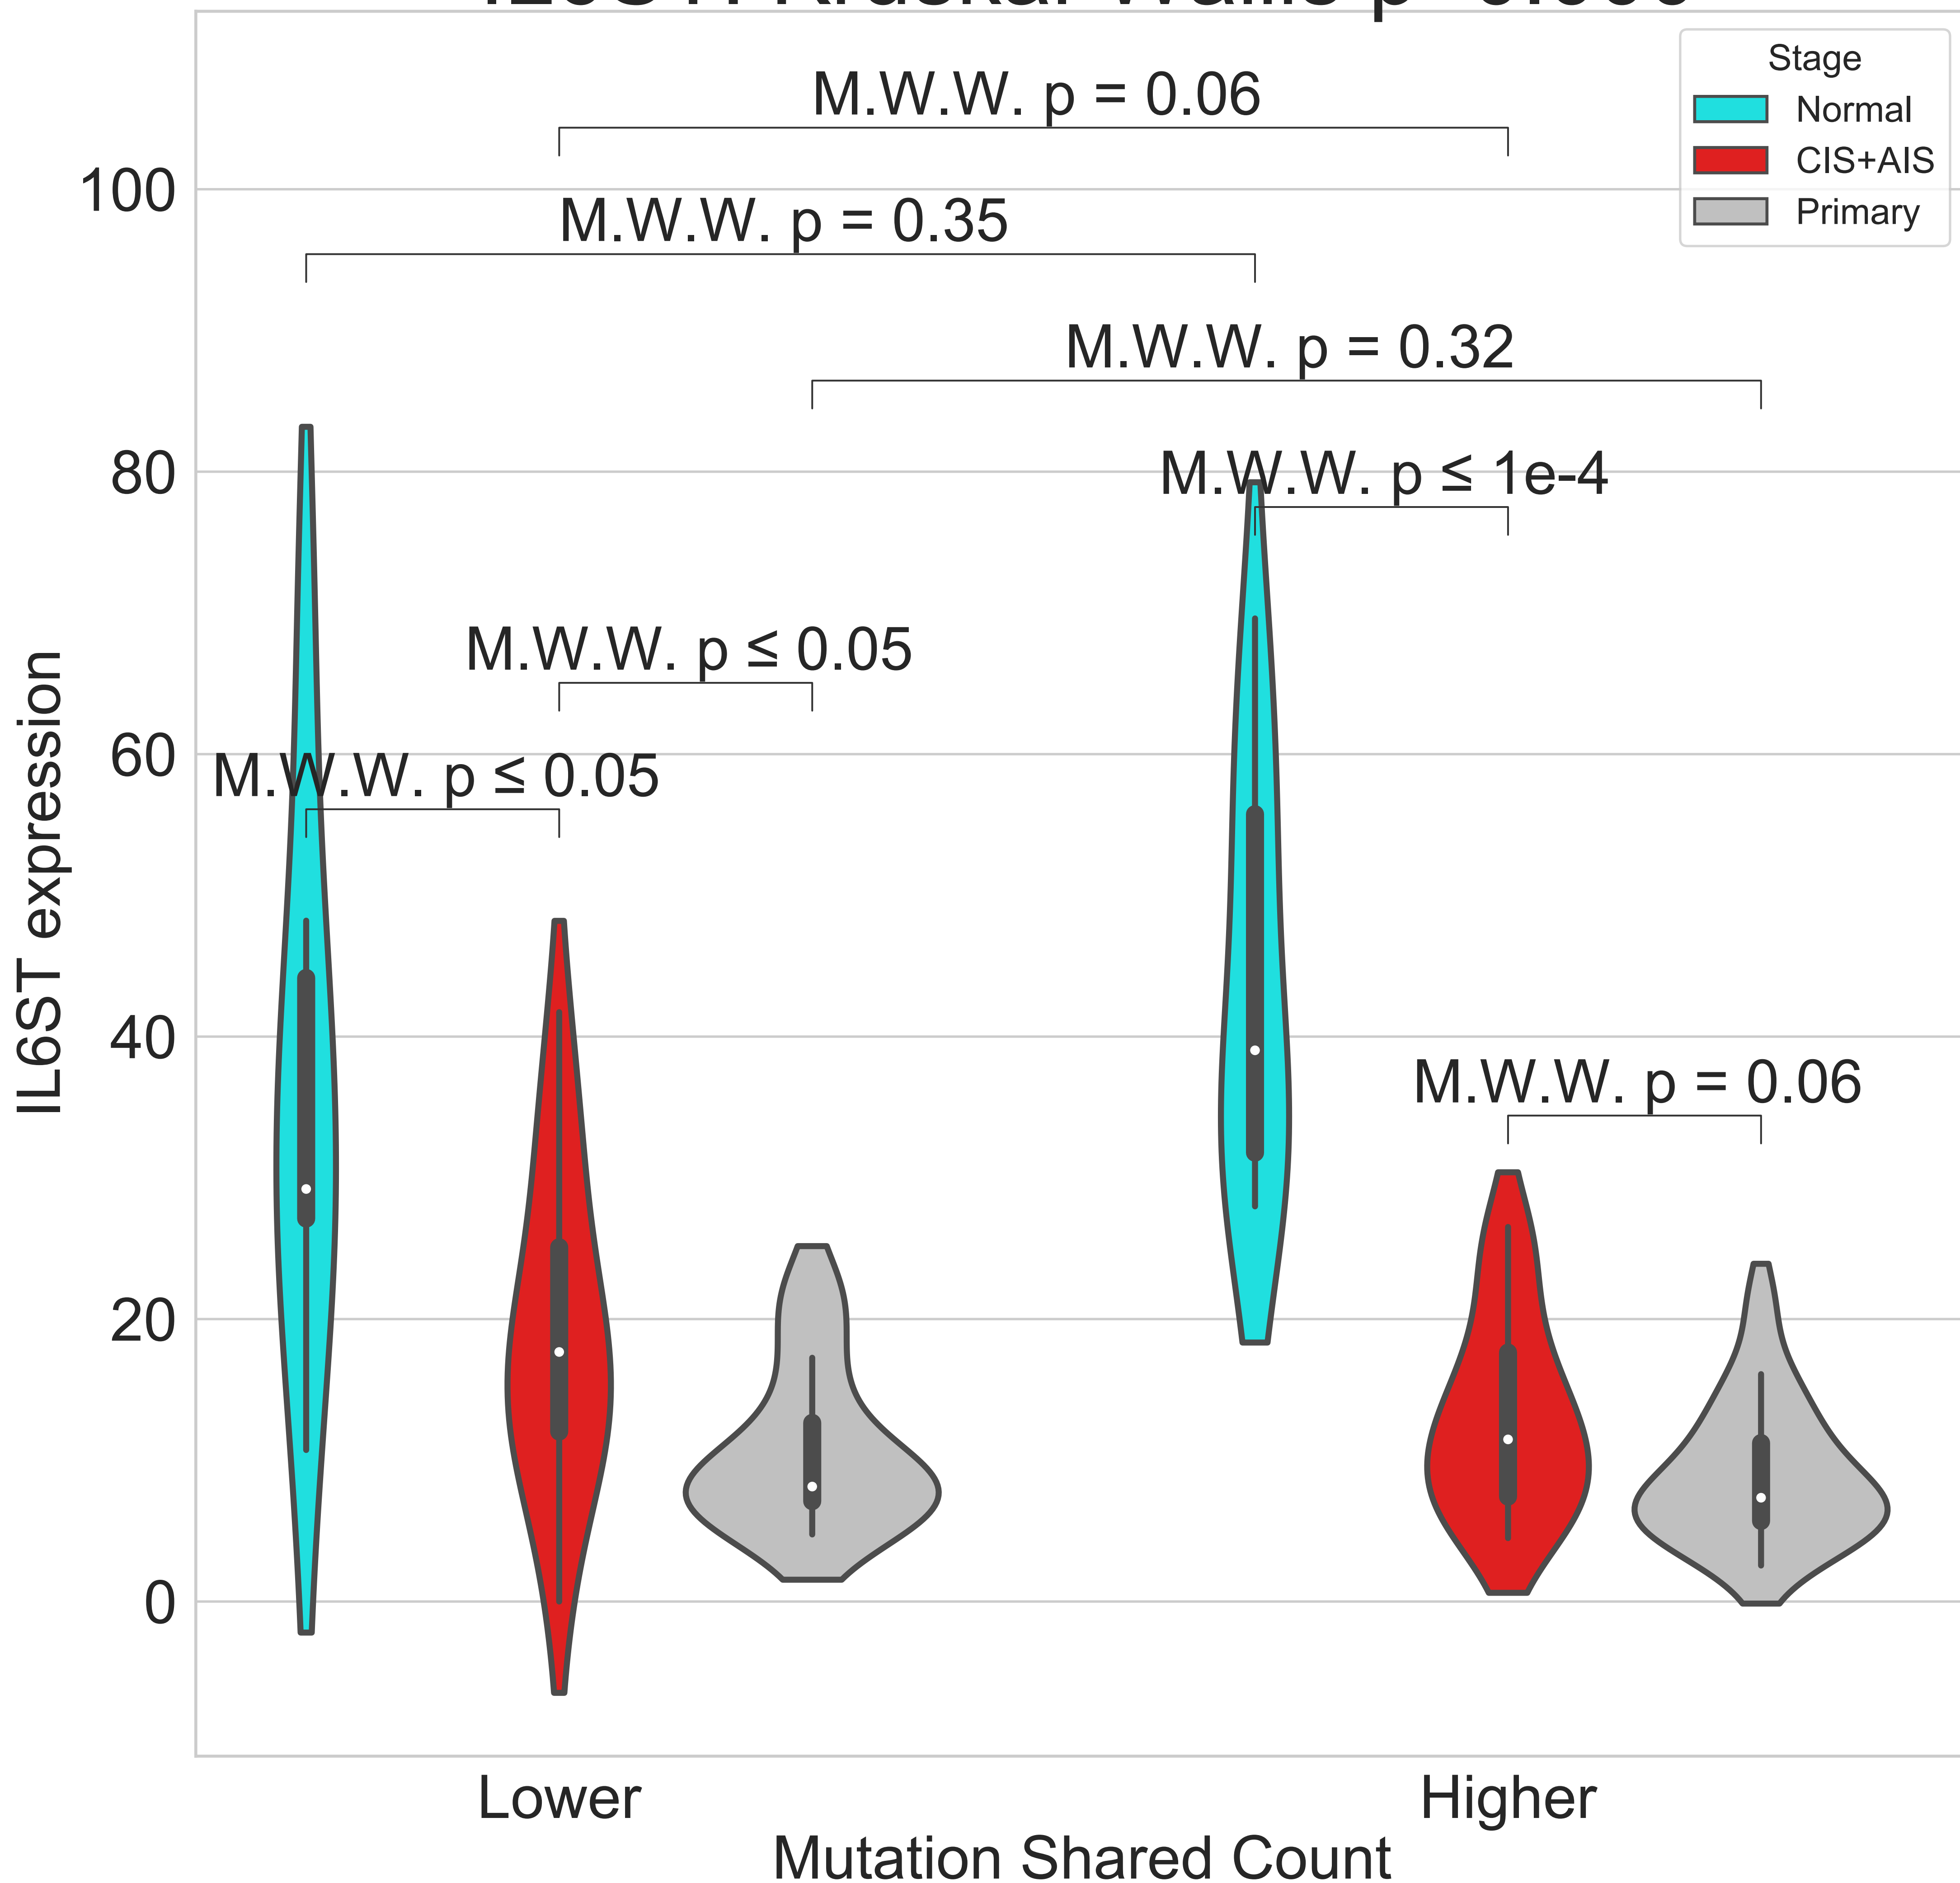 Stage
Normal
CIS+AIS
Primary
M.W.W. p = 0.06
100
M.W.W. p = 0.35
M.W.W. p = 0.32
80
M.W.W. p ≤ 1e-4
M.W.W. p ≤ 0.05
60
M.W.W. p ≤ 0.05
IL6ST expression
40
M.W.W. p = 0.06
20
0
Lower
Higher
Mutation Shared Count